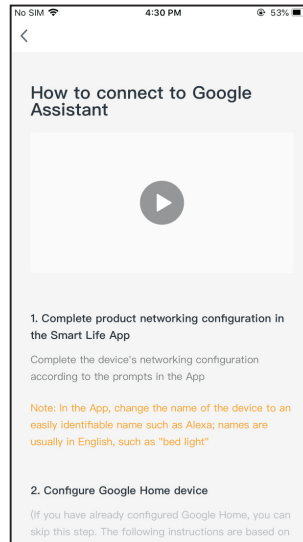 No SIM 4:30 PM 53%
How to connect to Google
Assistant
1. Complete product networking configuration in
the Smart Life App
Complete the device's networking configuration
according to the prompts in the App
Note: In the App, change the name of the device to an
easily identifiable name such as Alexa; names are
usually in English, such as "bed light"
2. Configure Google Home device
(If you have already configured Google Home, you can
skip this step. The following instructions are based on